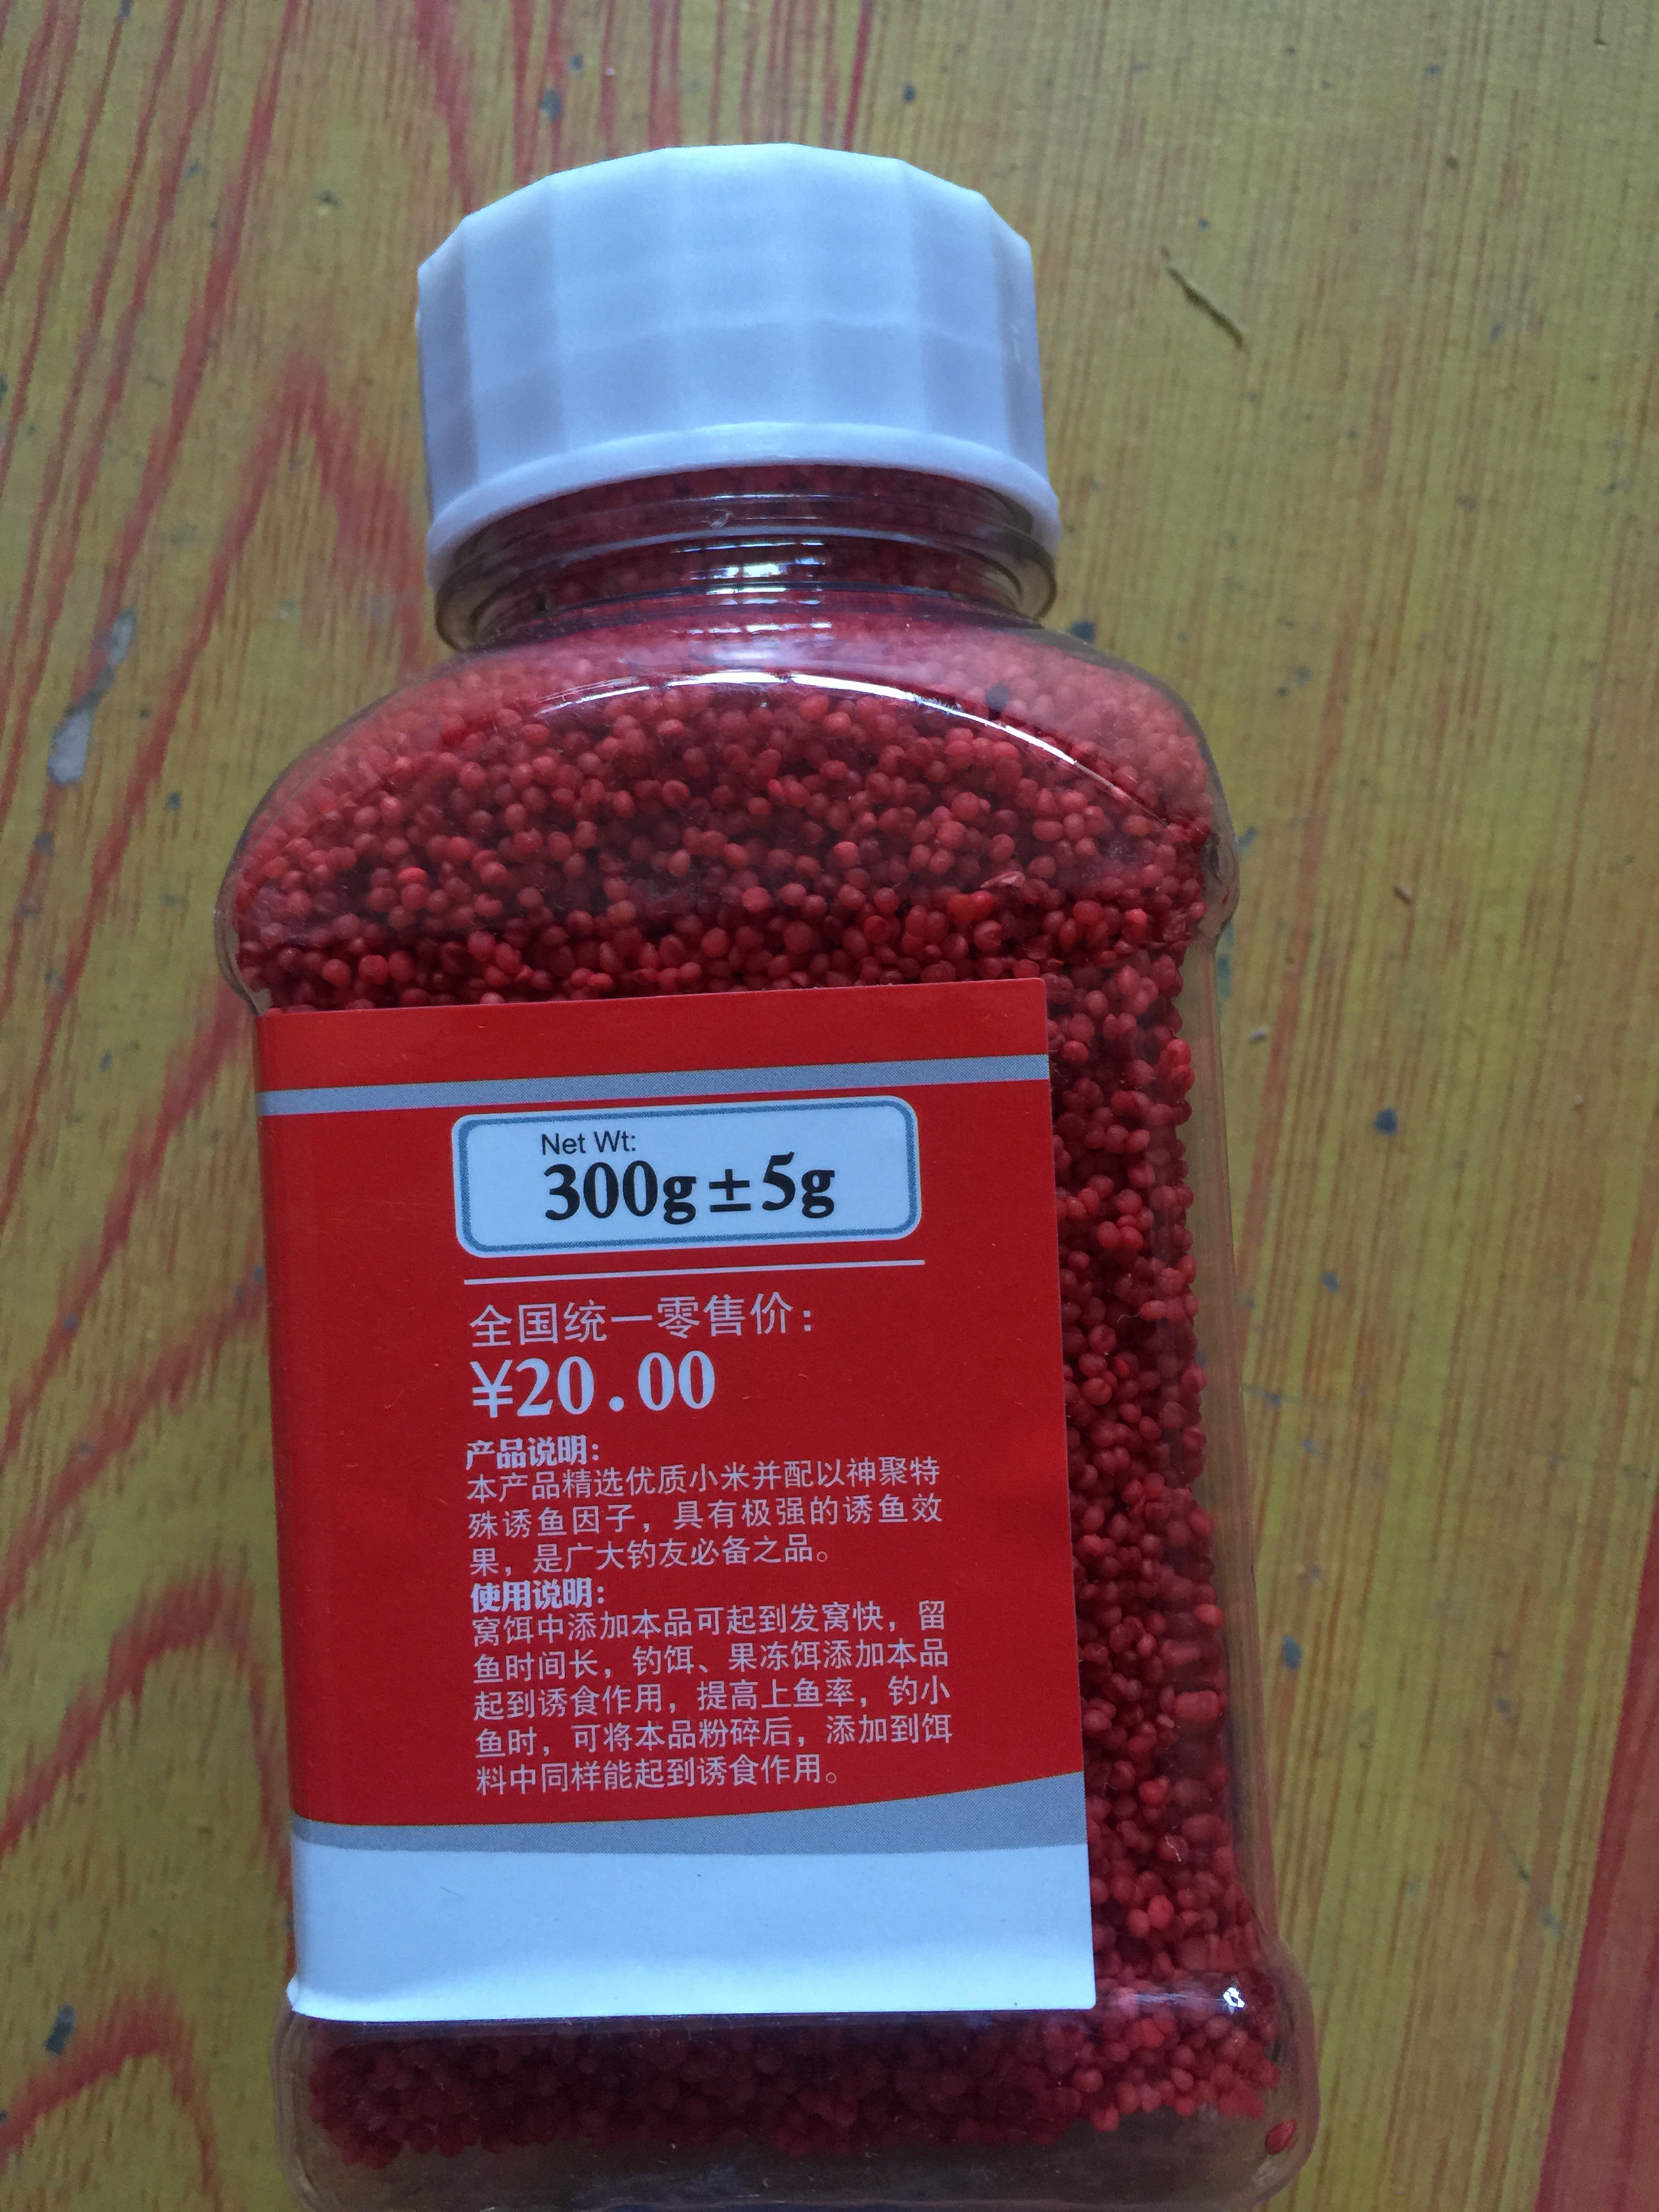 Net Wt:
300g±5g
全国统一零售价：
¥20.00
产品说明：
本产品精选优质小米并配以神聚特
殊诱鱼因子，具有极强的诱鱼效
果，是广大钓友必备之品。
使用说明：
窝饵中添加本品可起到发窝快，留
鱼时间长，钓饵、果冻饵添加本品
起到诱食作用，提高上鱼率，钓小
鱼时，可将本品粉碎后，添加到饵
料中同样能起到诱食作用。